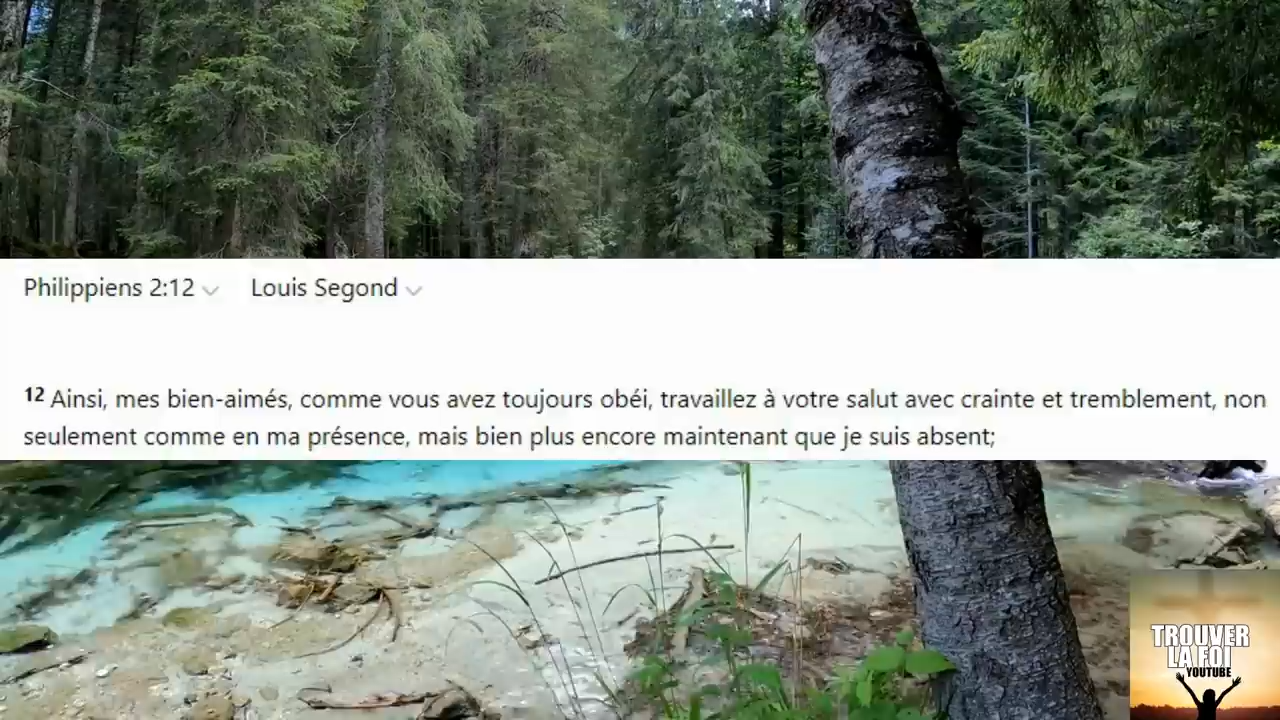 Philippiens 2:12 Louis Segond
12 Ainsi, mes bien-aimés, comme vous avez toujours obéi, travaillez à votre salut avec crainte et tremblement, non
seulement comme en ma présence, mais bien plus encore maintenant que je suis absent;
TROUVER
LA FOI
YOUTUBE